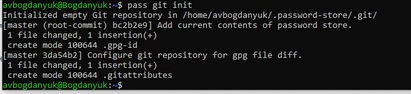 avbogdanyuk@Bogdanyuk:~$ pass git init
Initialized empty Git repository in /home/avbogdanyuk/.password-store/.git/
[master (root-commit) bc2b2e9] Add current contents of password store.
1 file changed, 1 insertion(+)
create mode 100644 .gpg-id
[master 3da54b2] Configure git repository for gpg file diff.
1 file changed, 1 insertion(+)
create mode 100644 .gitattributes
avbogdanyuk@Bogdanyuk:~$